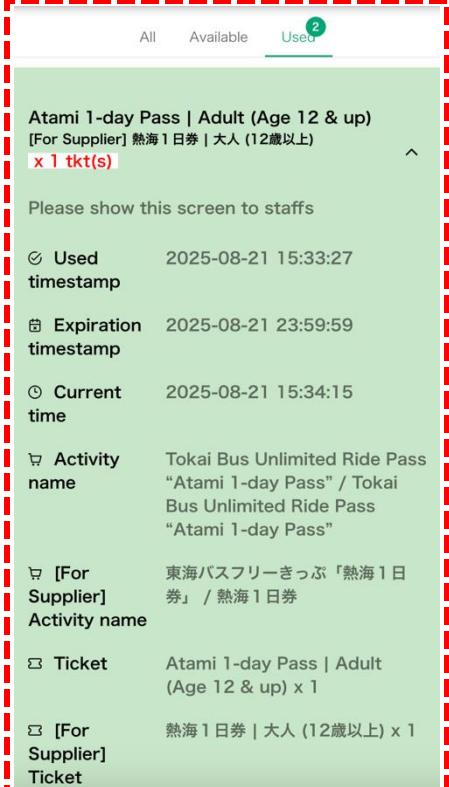 All Available Used 2
Atami 1-day Pass | Adult (Age 12 & up)
[For Supplier] 熱海1日券 | 大人 (12歳以上)
x 1 tkt(s)
Please show this screen to staffs
Used timestamp
2025-08-21 15:33:27
Expiration timestamp
2025-08-21 23:59:59
Current time
2025-08-21 15:34:15
Activity name
Tokai Bus Unlimited Ride Pass
“Atami 1-day Pass” / Tokai
Bus Unlimited Ride Pass
“Atami 1-day Pass”
[For Supplier] Activity name
東海バスフリーきっぷ「熱海1日
券」 / 熱海1日券
Ticket
Atami 1-day Pass | Adult
(Age 12 & up) x 1
[For Supplier] Ticket
熱海1日券 | 大人 (12歳以上) x 1